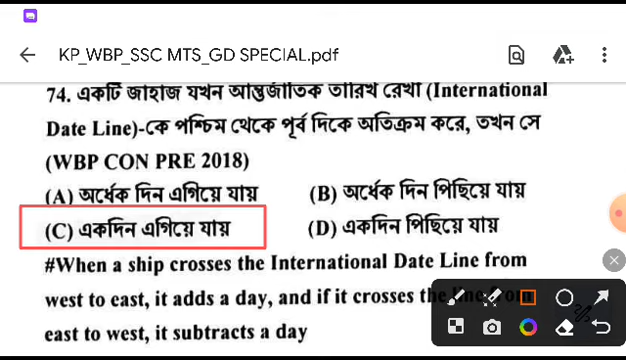 KP_WBP_SSC MTS_GD SPECIAL.pdf
74. একটি জাহাজ যখন আন্তর্জাতিক তারিখ রেখা (International
Date Line)-কে পশ্চিম থেকে পূর্ব দিকে অতিক্রম করে, তখন সে
(WBP CON PRE 2018)
(A) অর্ধেক দিন এগিয়ে যায় (B) অর্ধেক দিন পিছিয়ে যায়
(C) একদিন এগিয়ে যায় (D) একদিন পিছিয়ে যায়
#When a ship crosses the International Date Line from
west to east, it adds a day, and if it crosses the line from
east to west, it subtracts a day